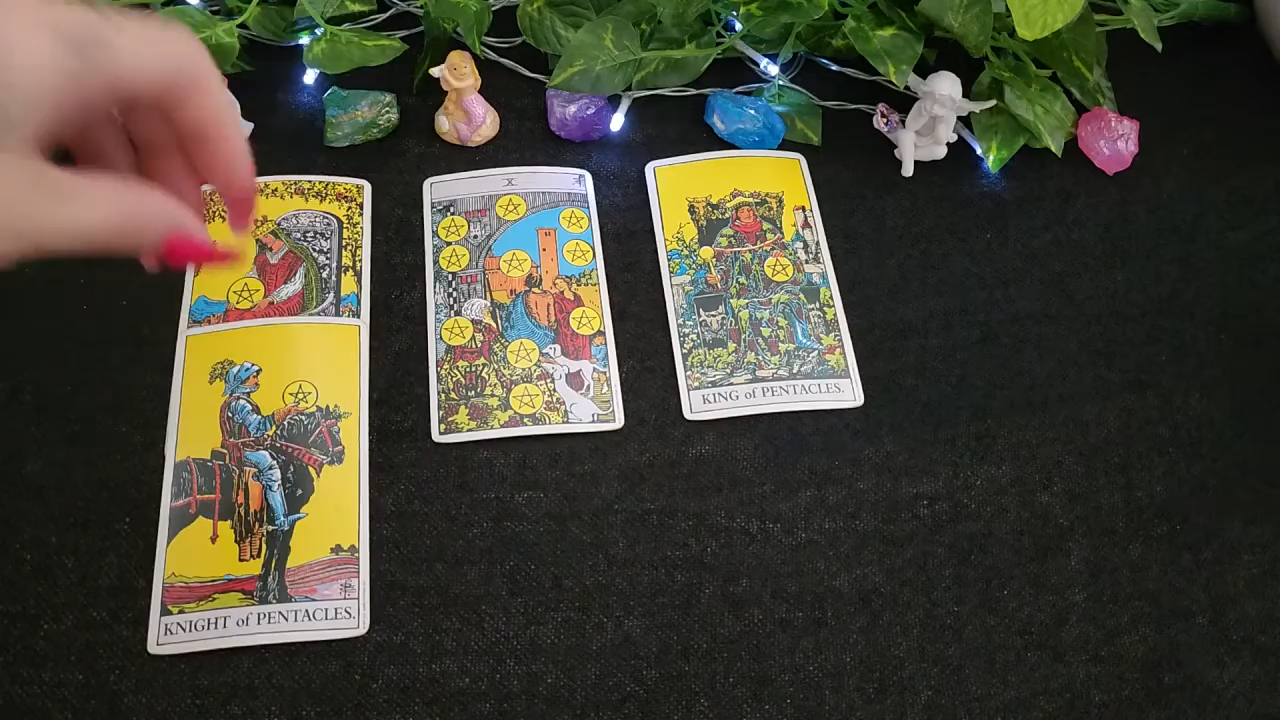 X
KING of PENTACLES.
KNIGHT of PENTACLES.